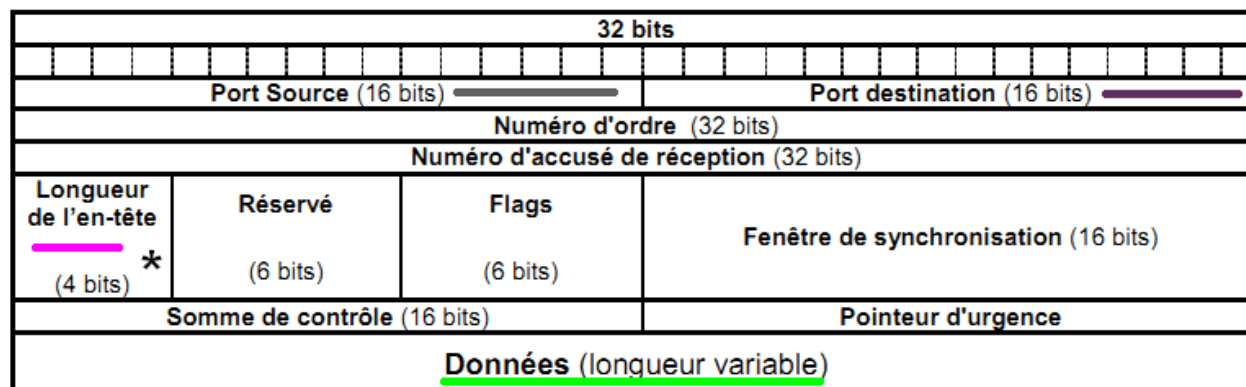 32 bits
Port Source (16 bits)
Port destination (16 bits)
Numéro d'ordre (32 bits)
Numéro d'accusé de réception (32 bits)
Longueur
de l'en-tête
*
(4 bits)
Réservé
(6 bits)
Flags
(6 bits)
Fenêtre de synchronisation (16 bits)
Somme de contrôle (16 bits)
Pointeur d'urgence
Données (longueur variable)